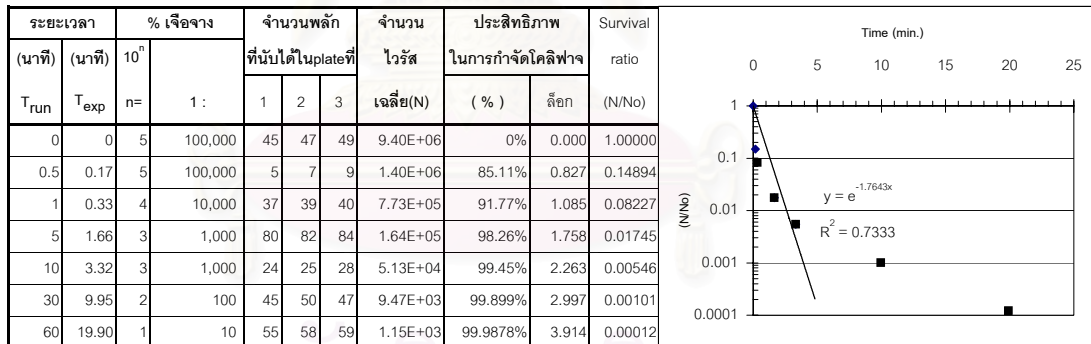 ระยะเวลา % เจือจาง จำนวนพลัก จำนวน ประสิทธิภาพ Survival
(นาที) (นาที) 10^n ที่นับได้ในplateที่ ไวรัส ในการกำจัดโคลิฟาจ ratio
T run T exp n= 1 : 1 2 3 เฉลี่ย(N) ( % ) ล็อก (N/No)
0 0 5 100,000 45 47 49 9.40E+06 0% 0.000 1.00000
0.5 0.17 5 100,000 5 7 9 1.40E+06 85.11% 0.827 0.14894
1 0.33 4 10,000 37 39 40 7.73E+05 91.77% 1.085 0.08227
5 1.66 3 1,000 80 82 84 1.64E+05 98.26% 1.758 0.01745
10 3.32 3 1,000 24 25 28 5.13E+04 99.45% 2.263 0.00546
30 9.95 2 100 45 50 47 9.47E+03 99.899% 2.997 0.00101
60 19.90 1 10 55 58 59 1.15E+03 99.9878% 3.914 0.00012
Time (min.)
0 5 10 15 20 25
1
0.1
0.01
0.001
0.0001
(N/No)
y = e^-1.7643x
R^2 = 0.7333